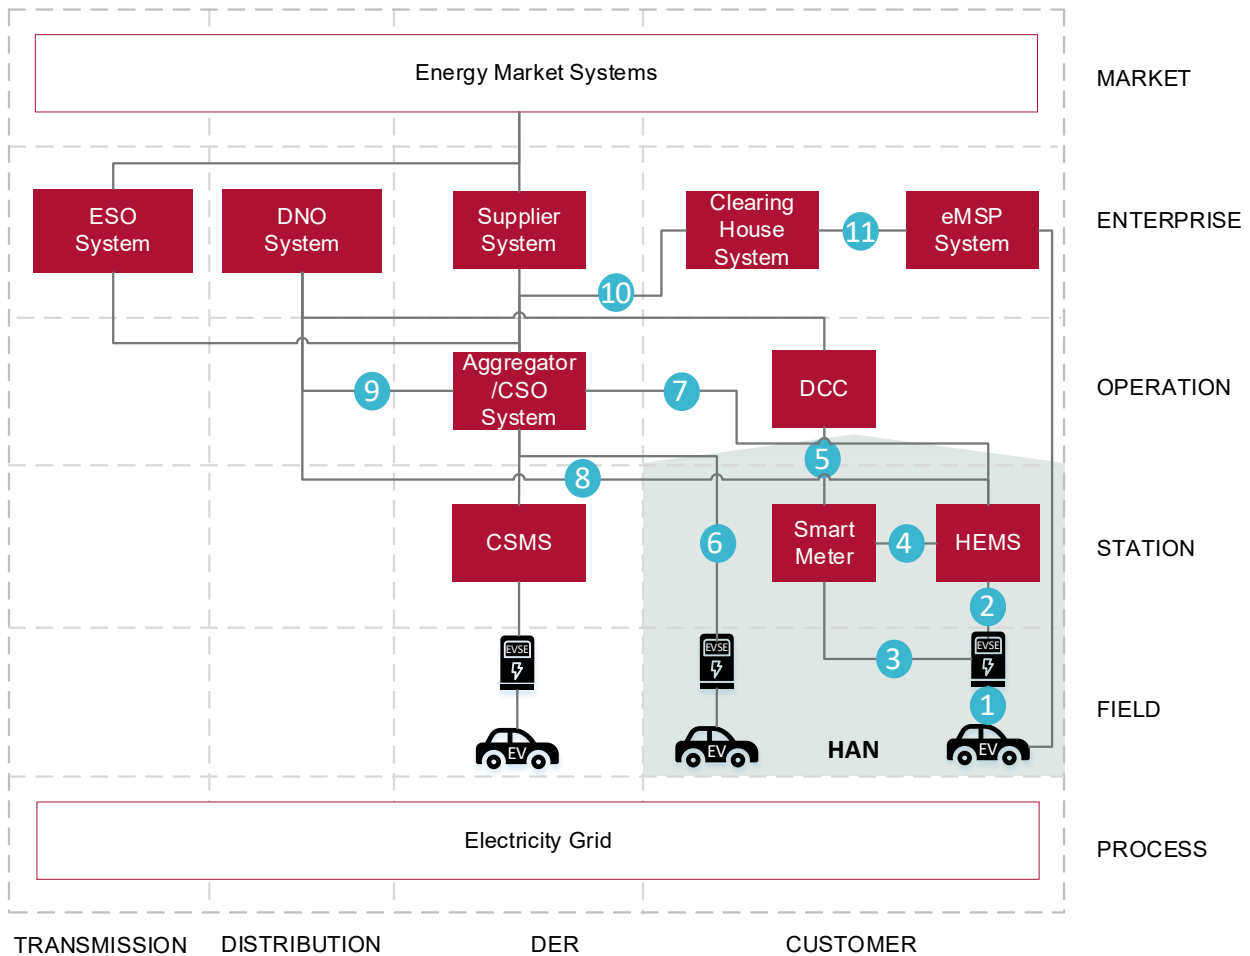 Energy Market Systems
MARKET
ESO
System
DNO
System
Supplier
System
Clearing
House
System
11
eMSP
System
ENTERPRISE
10
Aggregator
/CSO
System
9
7
DCC
OPERATION
5
8
CSMS
6
Smart
Meter
4
HEMS
STATION
2
EVSE
EVSE
EVSE
3
1
FIELD
EV
EV
HAN
EV
Electricity Grid
PROCESS
TRANSMISSION
DISTRIBUTION
DER
CUSTOMER